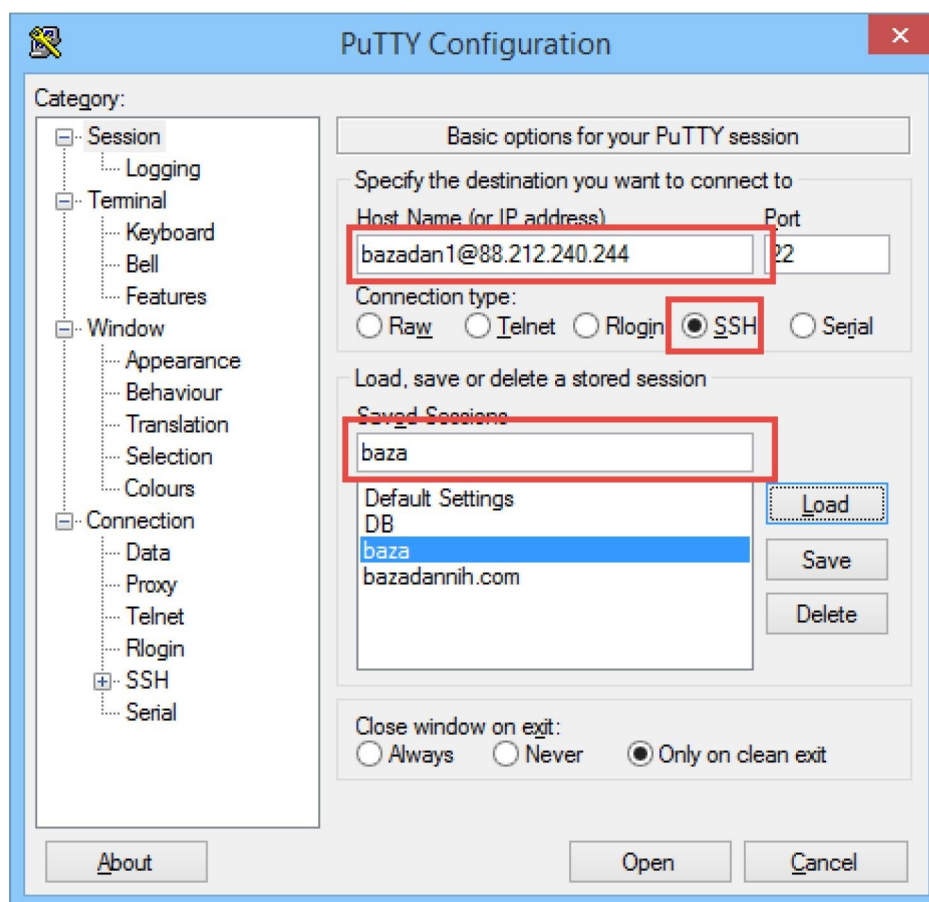 PuTTY Configuration
Category:
Session
Logging
Terminal
Keyboard
Bell
Features
Window
Appearance
Behaviour
Translation
Selection
Colours
Connection
Data
Proxy
Telnet
Rlogin
SSH
Serial
Basic options for your PuTTY session
Specify the destination you want to connect to
Host Name (or IP address) Port
bazadan1@88.212.240.244 22
Connection type:
Raw Telnet Rlogin SSH Serial
Load, save or delete a stored session
Saved Sessions
baza
Default Settings
DB
baza
bazadannih.com
Load
Save
Delete
Close window on exit:
Always Never Only on clean exit
About Open Cancel